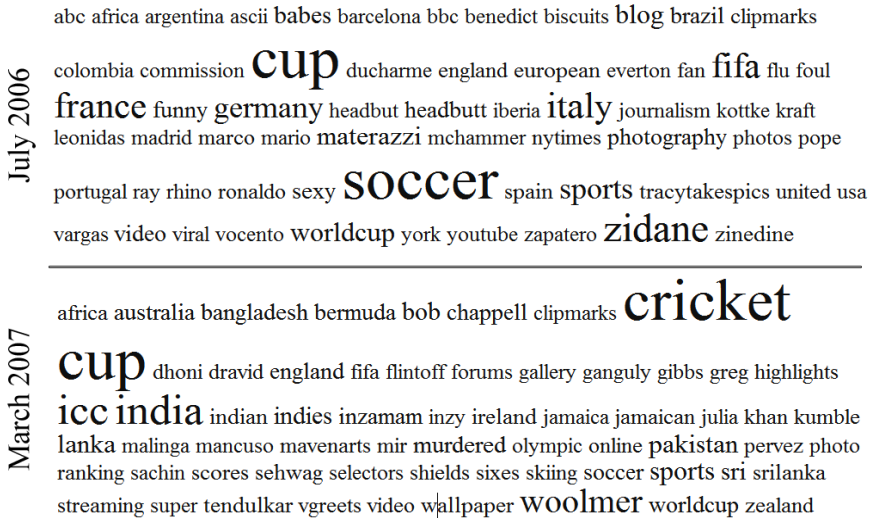 July 2006
abc africa argentina ascii babes barcelona bbc benedict biscuits blog brazil clipmarks
colombia commission cup ducharme england european everton fan fifa flu foul
france funny germany headbut headbutt iberia italy journalism kottke kraft
leonidas madrid marco mario materazzi mchammer nytimes photography photos pope
portugal ray rhino ronaldo sexy soccer spain sports tracytakespics united usa
vargas video viral vocento worldcup york youtube zapatero zidane zinedine
March 2007
africa australia bangladesh bermuda bob chappell clipmarks cricket
cup dhoni dravid england fifa flintoff forums gallery ganguly gibbs greg highlights
icc india indian indies inzamam inzy ireland jamaica jamaican julia khan kumble
lanka malinga mancuso mavenarts mir murdered olympic online pakistan pervez photo
ranking sachin scores sehwag selectors shields sixes skiing soccer sports sri srilanka
streaming super tendulkar vgreets video wallpaper woolmer worldcup zealand